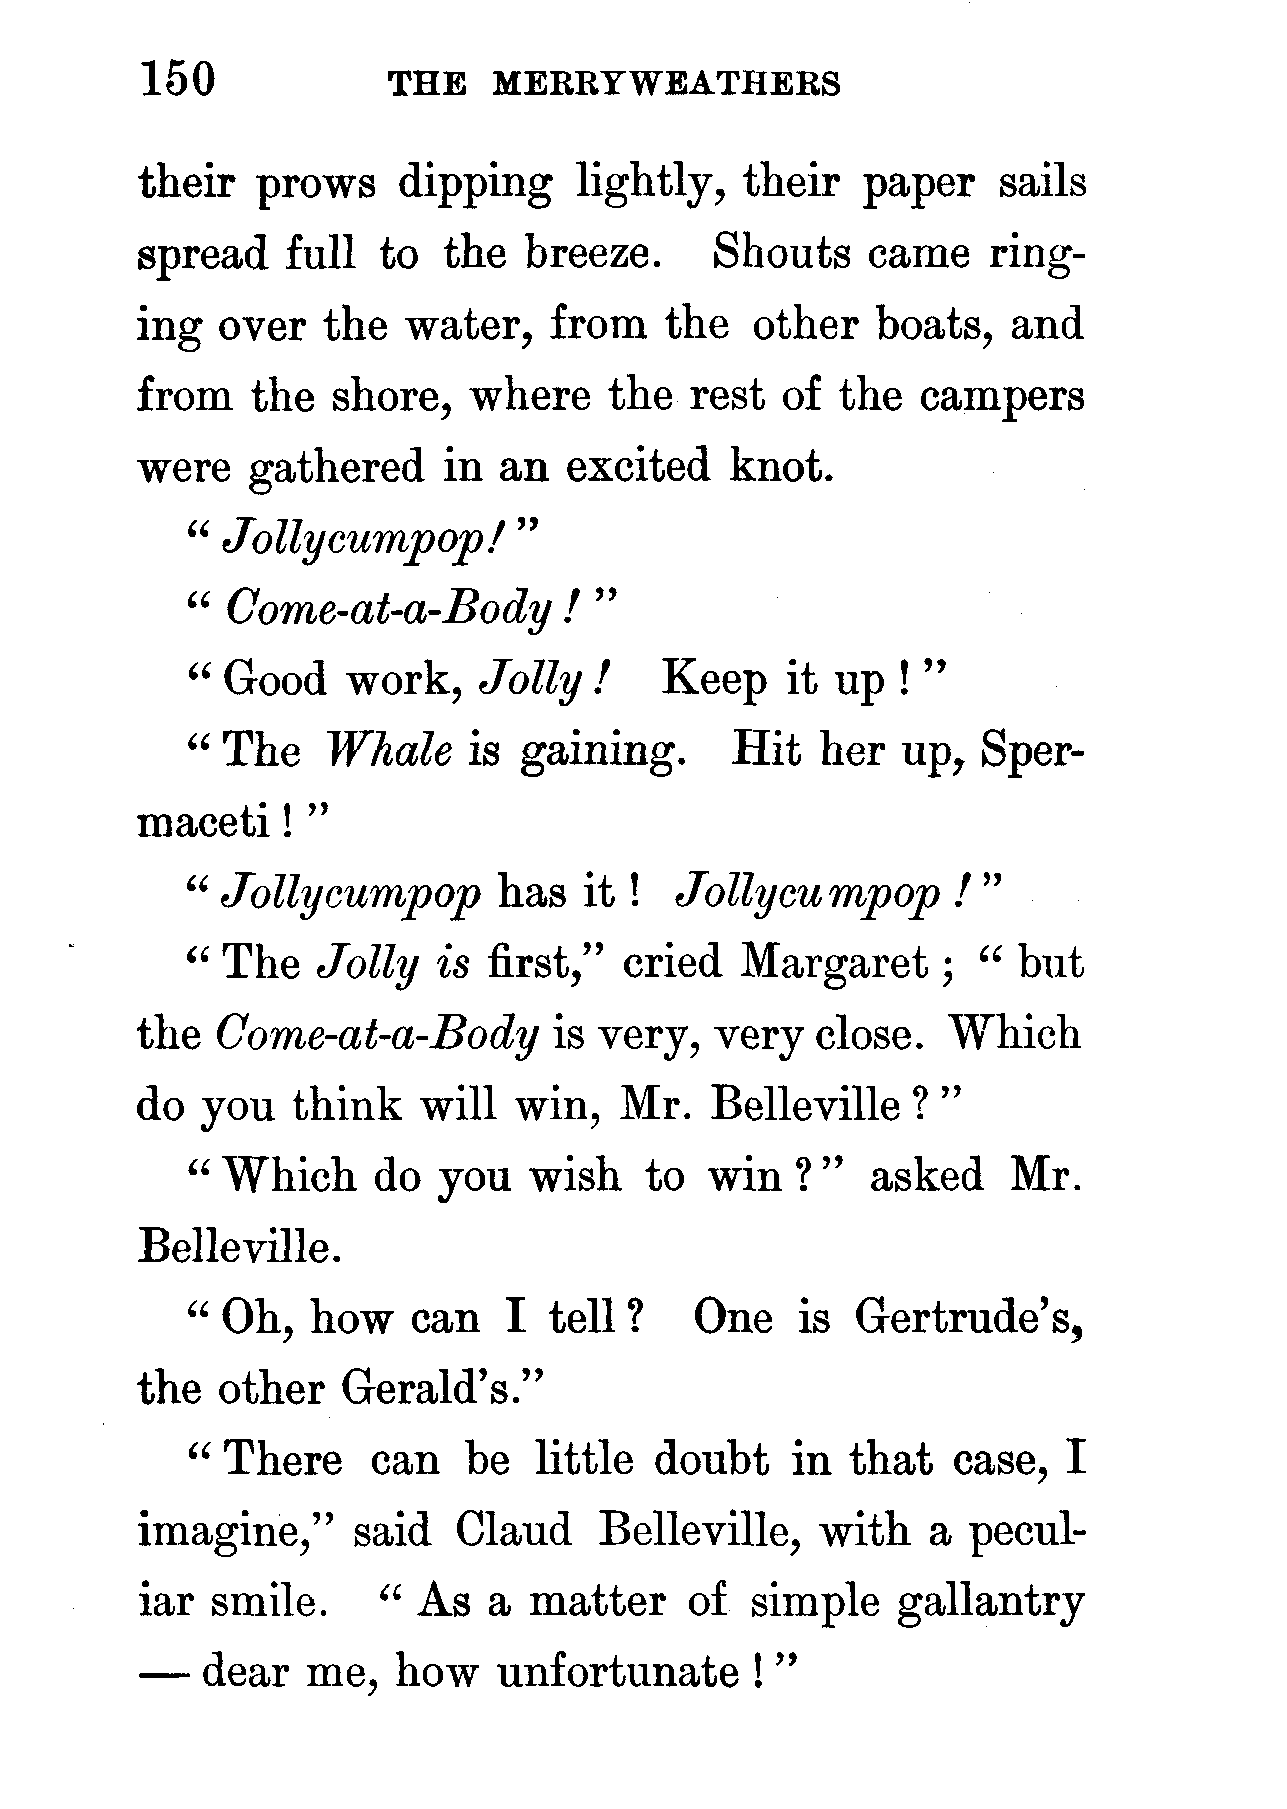 150 THE MERRYWEATHERS
their prows dipping lightly, their paper sails
spread full to the breeze. Shouts came ring-
ing over the water, from the other boats, and
from the shore, where the rest of the campers
were gathered in an excited knot.
“ Jollycumpop! ”
“ Come-at-a-Body ! ”
“ Good work, Jolly ! Keep it up ! ”
“ The Whale is gaining. Hit her up, Sper-
maceti ! ”
“ Jollycumpop has it ! Jollycumpop ! ”
“ The Jolly is first,” cried Margaret ; “ but
the Come-at-a-Body is very, very close. Which
do you think will win, Mr. Belleville ? ”
“ Which do you wish to win ? ” asked Mr.
Belleville.
“ Oh, how can I tell ? One is Gertrude’s,
the other Gerald’s.”
“ There can be little doubt in that case, I
imagine,” said Claud Belleville, with a pecul-
iar smile. “ As a matter of simple gallantry
— dear me, how unfortunate ! ”